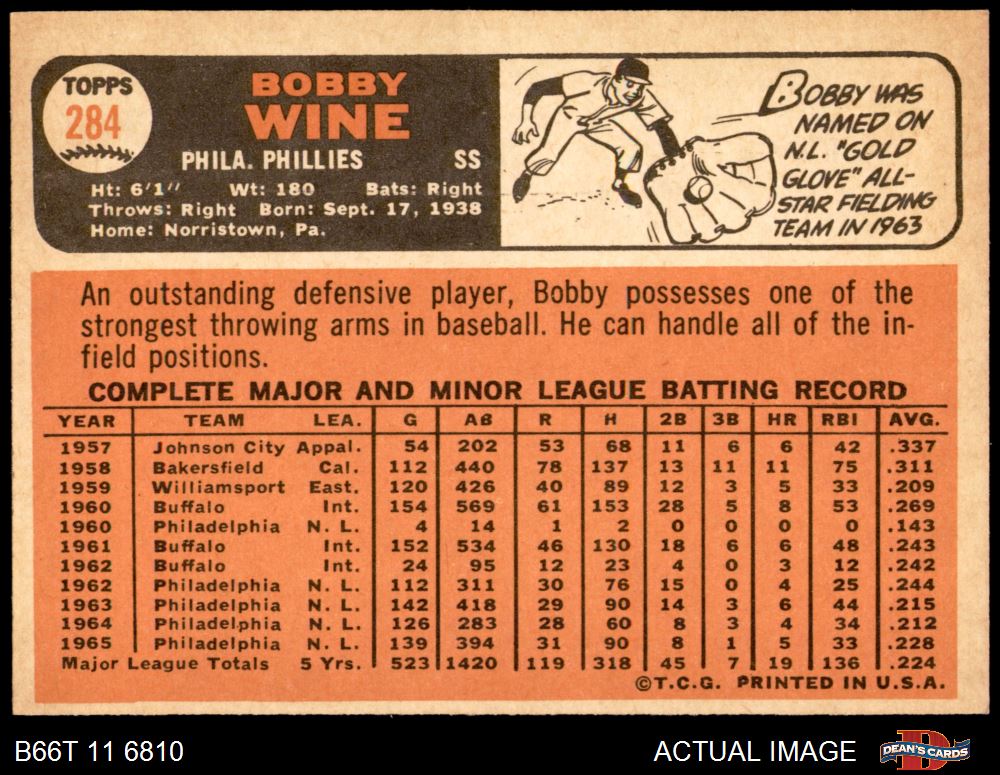 TOPPS
284
BOBBY
WINE
PHILA. PHILLIES SS
Ht: 6'1" Wt: 180 Bats: Right
Throws: Right Born: Sept. 17, 1938
Home: Norristown, Pa.
BOBBY WAS
NAMED ON
N.L. "GOLD
GLOVE" ALL-
STAR FIELDING
TEAM IN 1963
An outstanding defensive player, Bobby possesses one of the
strongest throwing arms in baseball. He can handle all of the in-
field positions.
COMPLETE MAJOR AND MINOR LEAGUE BATTING RECORD
YEAR TEAM LEA. G AB R H 2B 3B HR RBI AVG.
1957 Johnson City Appal. 54 202 53 68 11 6 6 42 .337
1958 Bakersfield Cal. 112 440 78 137 13 11 11 75 .311
1959 Williamsport East. 120 426 40 89 12 3 5 33 .209
1960 Buffalo Int. 154 569 61 153 28 5 8 53 .269
1960 Philadelphia N. L. 4 14 1 2 0 0 0 0 .143
1961 Buffalo Int. 152 534 46 130 18 6 6 48 .243
1962 Buffalo Int. 24 95 12 23 4 0 3 12 .242
1962 Philadelphia N. L. 112 311 30 76 15 0 4 25 .244
1963 Philadelphia N. L. 142 418 29 90 14 3 6 44 .215
1964 Philadelphia N. L. 126 283 28 60 8 3 4 34 .212
1965 Philadelphia N. L. 139 394 31 90 8 1 5 33 .228
Major League Totals 5 Yrs. 523 1420 119 318 45 7 19 136 .224
©T.C.G. PRINTED IN U.S.A.
B66T 11 6810
ACTUAL IMAGE
DEAN'S CARDS